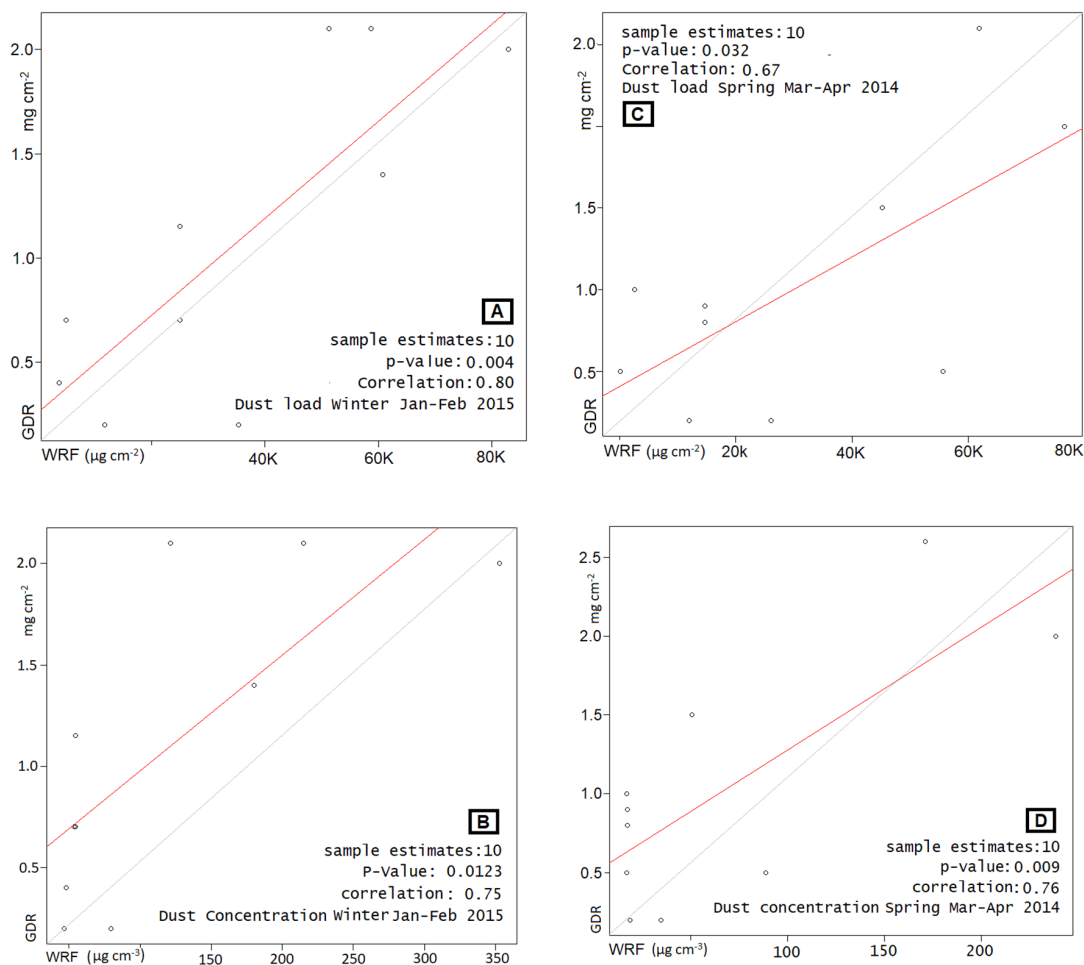 2.0
1.5
1.0
0.5
mg cm-2
GDR
A
sample estimates:10
p-value:0.004
Correlation:0.80
Dust load Winter Jan-Feb 2015
WRF (μg cm-2)
40K
60K
80K
sample estimates:10
p-value:0.032
Correlation: 0.67
Dust load Spring Mar-Apr 2014
C
2.0
1.5
1.0
0.5
mg cm-2
GDR
WRF (μg cm-2)
20k
40K
60K
80K
2.0
1.5
1.0
0.5
mg cm-2
GDR
B
sample estimates:10
P-Value: 0.0123
correlation: 0.75
Dust Concentration Winter Jan-Feb 2015
WRF (μg cm-3)
150
200
250
300
350
2.5
2.0
1.5
1.0
0.5
mg cm-2
GDR
D
sample estimates:10
p-value:0.009
correlation:0.76
Dust concentration Spring Mar-Apr 2014
WRF (μg cm-3)
100
150
200